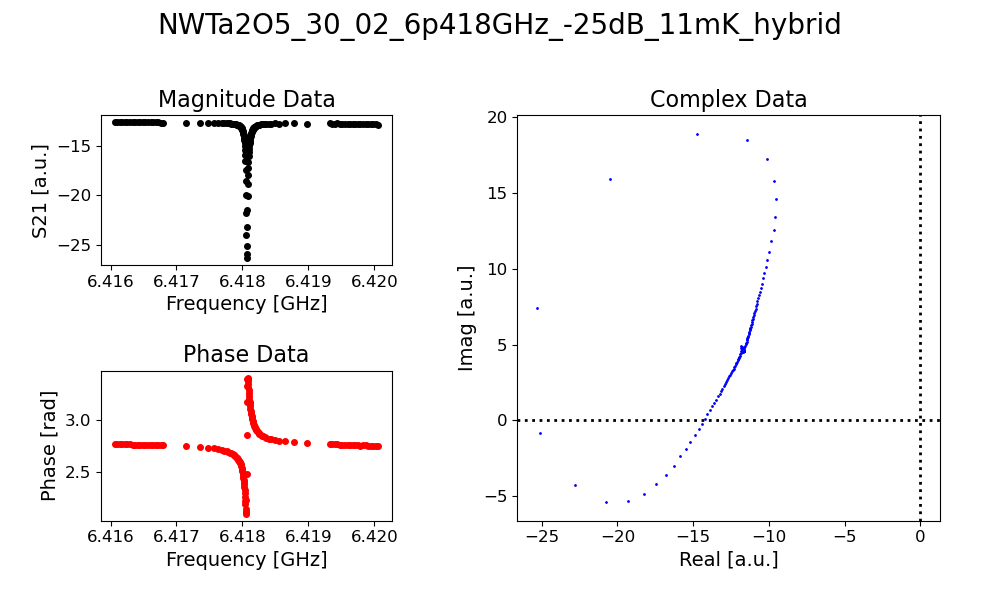 NWTa2O5_30_02_6p418GHz_-25dB_11mK_hybrid
Magnitude Data
S21 [a.u.]
−15
−20
−25
6.416 6.417 6.418 6.419 6.420
Frequency [GHz]
Phase Data
Phase [rad]
3.0
2.5
6.416 6.417 6.418 6.419 6.420
Frequency [GHz]
Complex Data
Imag [a.u.]
20
15
10
5
0
−5
−25 −20 −15 −10 −5 0
Real [a.u.]